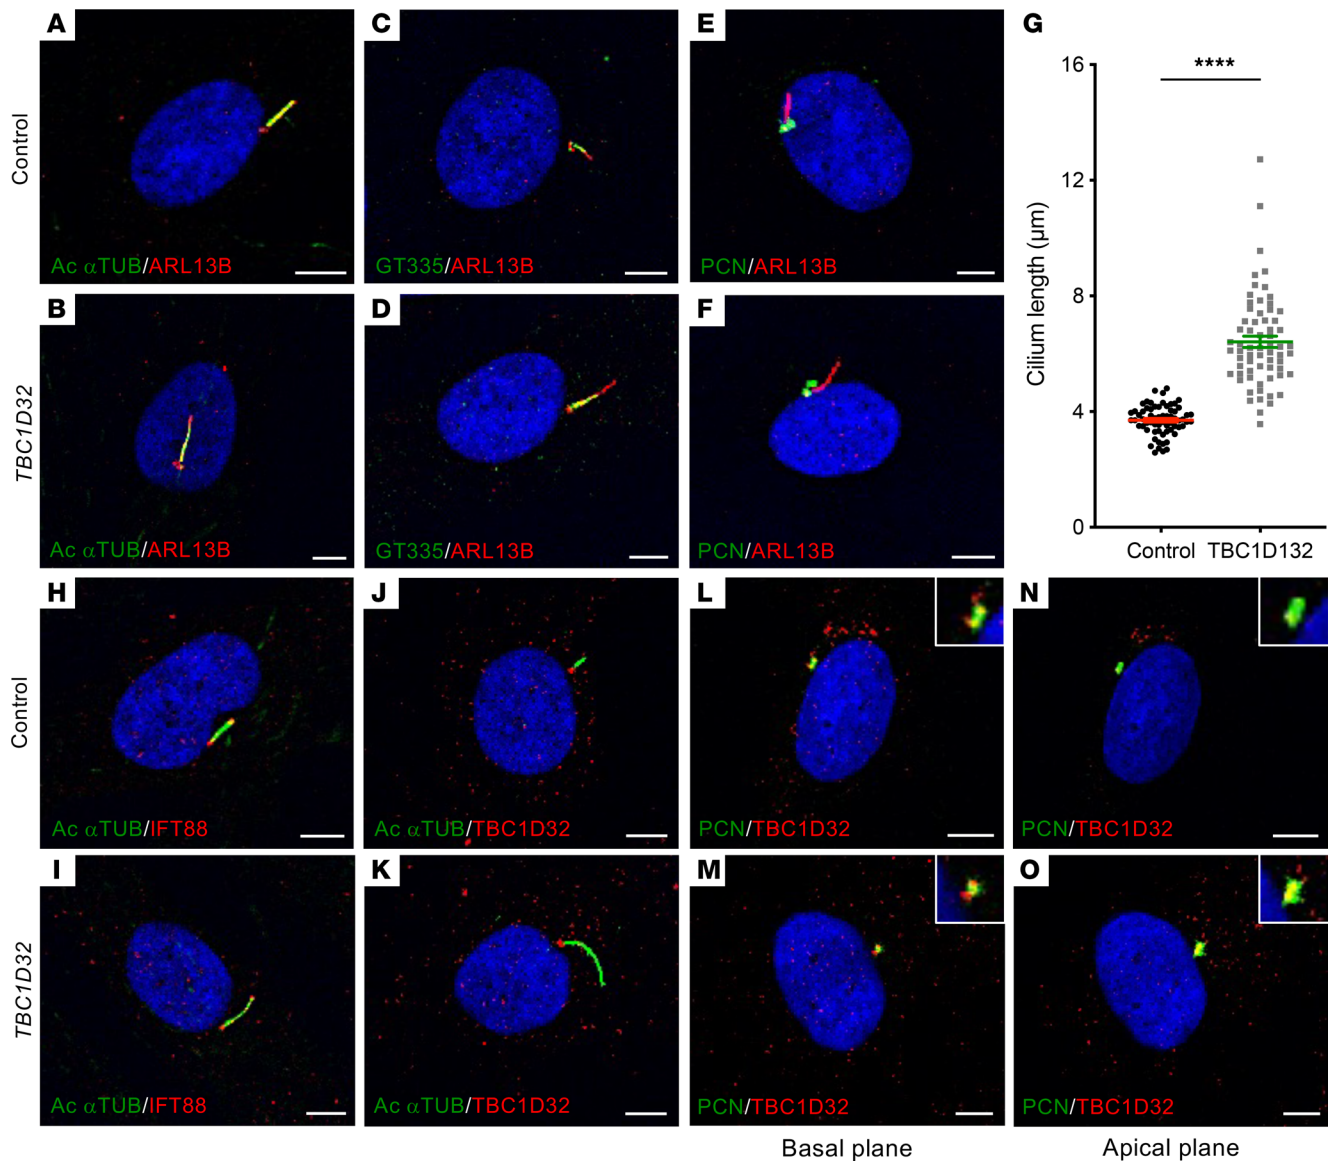 A
C
E
G
Control
Ac αTUB/ARL13B
GT335/ARL13B
PCN/ARL13B
B
D
F
TBC1D32
Ac αTUB/ARL13B
GT335/ARL13B
PCN/ARL13B
****
Cilium length (μm)
16
12
8
4
0
Control TBC1D132
H
J
L
N
Control
Ac αTUB/IFT88
Ac αTUB/TBC1D32
PCN/TBC1D32
PCN/TBC1D32
I
K
M
O
TBC1D32
Ac αTUB/IFT88
Ac αTUB/TBC1D32
PCN/TBC1D32
PCN/TBC1D32
Basal plane
Apical plane